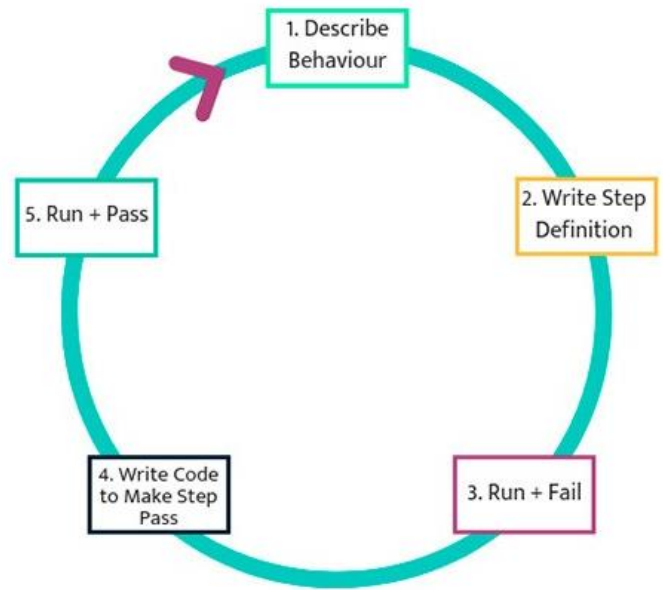 1. Describe
Behaviour
2. Write Step
Definition
3. Run + Fail
4. Write Code
to Make Step
Pass
5. Run + Pass